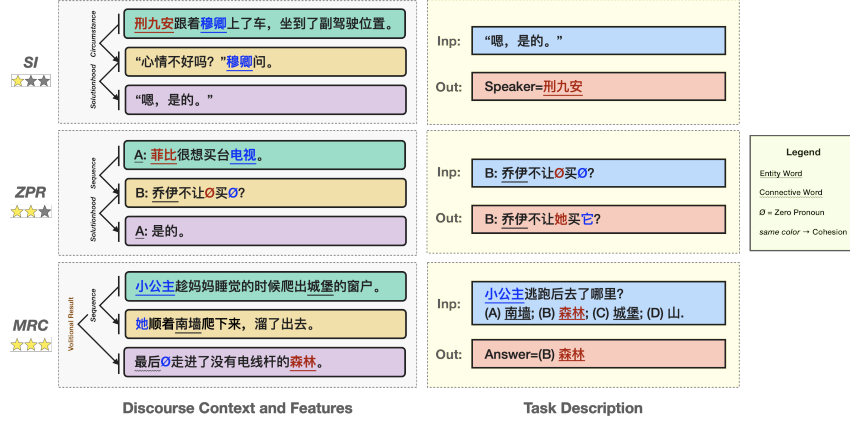 SI
Circumstance
Solutionhood
刑九安跟着穆卿上了车，坐到了副驾驶位置。
“心情不好吗？”穆卿问。
“嗯，是的。”
Inp:
“嗯，是的。”
Out:
Speaker=刑九安
ZPR
Sequence
Solutionhood
A: 菲比很想买台电视。
B: 乔伊不让Ø买Ø?
A: 是的。
Inp:
B: 乔伊不让Ø买Ø?
Out:
B: 乔伊不让她买它?
MRC
Volitional Result
Sequence
小公主趁妈妈睡觉的时候爬出城堡的窗户。
她顺着南墙爬下来，溜了出去。
最后Ø走进了没有电线杆的森林。
Inp:
小公主逃跑后去了哪里?
(A) 南墙; (B) 森林; (C) 城堡; (D) 山.
Out:
Answer=(B) 森林
Legend
Entity Word
Connective Word
Ø = Zero Pronoun
same color → Cohesion
Discourse Context and Features
Task Description